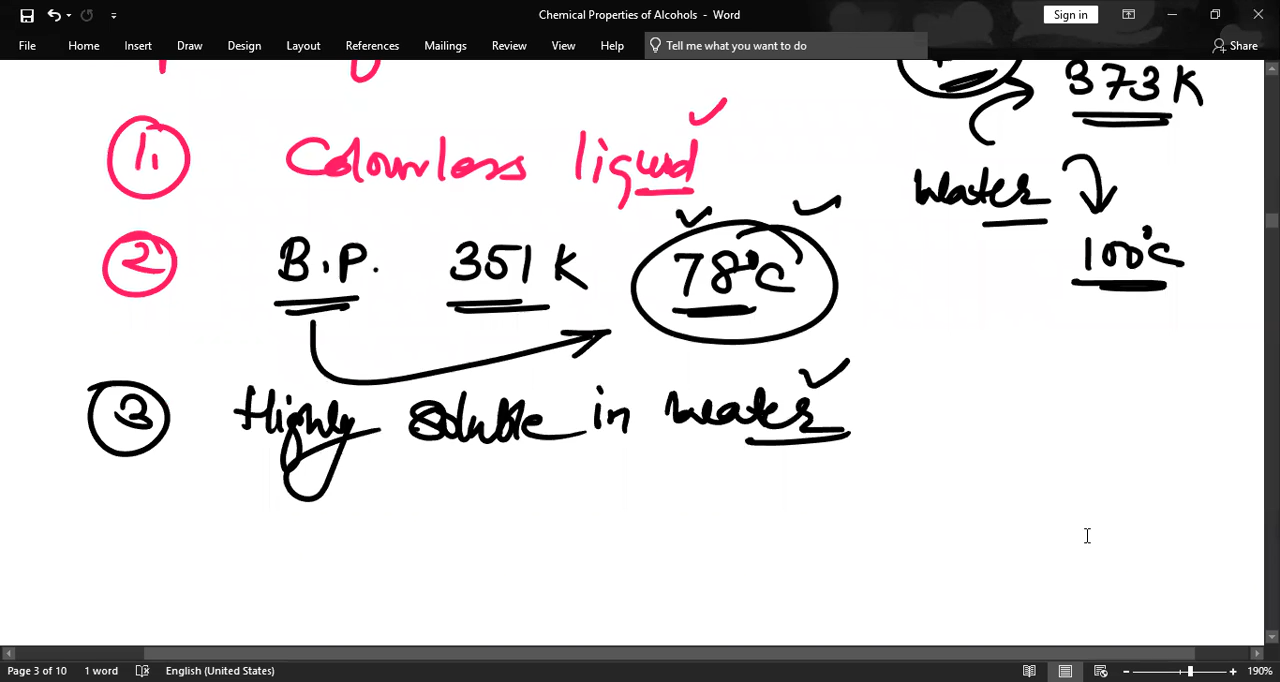 Chemical Properties of Alcohols - Word
Sign in
File Home Insert Draw Design Layout References Mailings Review View Help Tell me what you want to do Share
373 K
1. Colourless liquid
water
100°C
2 B.P. 351 K 78°C
3 Highly soluble in water
Page 3 of 10 1 word English (United States) 190%